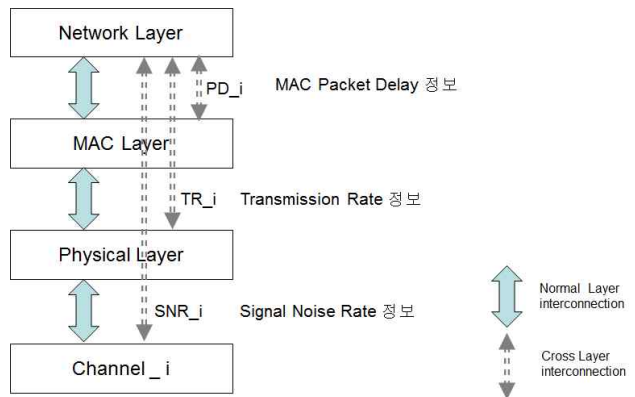 Network Layer
PD_i MAC Packet Delay 정보
MAC Layer
TR_i Transmission Rate 정보
Physical Layer
SNR_i Signal Noise Rate 정보
Channel _ i
Normal Layer
interconnection
Cross Layer
interconnection